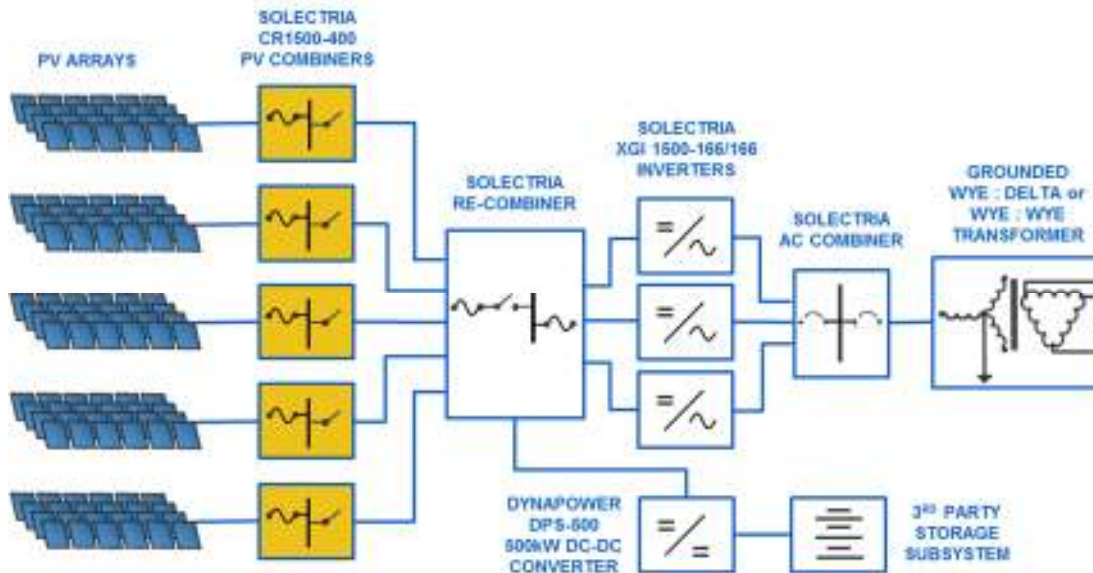 PV ARRAYS
SOLECTRIA
CR1500-400
PV COMBINERS
SOLECTRIA
RE-COMBINER
SOLECTRIA
XGI 1500-166/166
INVERTERS
SOLECTRIA
AC COMBINER
GROUNDED
WYE : DELTA or
WYE : WYE
TRANSFORMER
DYNAPOWER
DPS-500
500kW DC-DC
CONVERTER
3RD PARTY
STORAGE
SUBSYSTEM